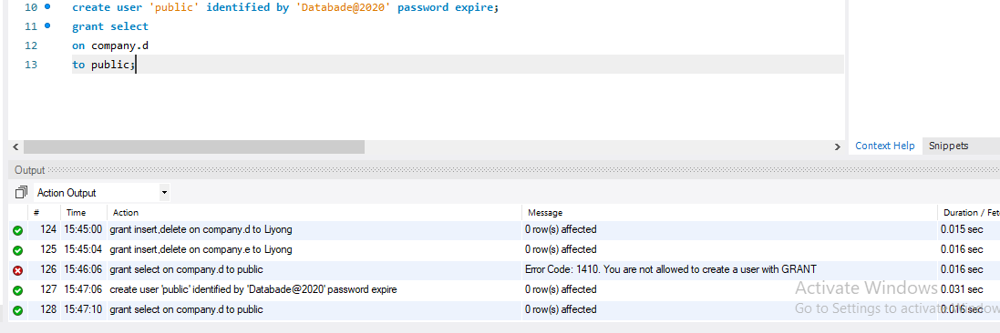 10 create user 'public' identified by 'Databade@2020' password expire;
11 grant select
12 on company.d
13 to public;
Context Help Snippets
Output
Action Output
# Time Action Message Duration / Fet
124 15:45:00 grant insert,delete on company.d to Liyong 0 row(s) affected 0.015 sec
125 15:45:04 grant insert,delete on company.e to Liyong 0 row(s) affected 0.016 sec
126 15:46:06 grant select on company.d to public Error Code: 1410. You are not allowed to create a user with GRANT 0.016 sec
127 15:47:06 create user 'public' identified by 'Databade@2020' password expire 0 row(s) affected 0.031 sec
128 15:47:10 grant select on company.d to public 0 row(s) affected 0.016 sec
Activate Windows
Go to Settings to activate Window